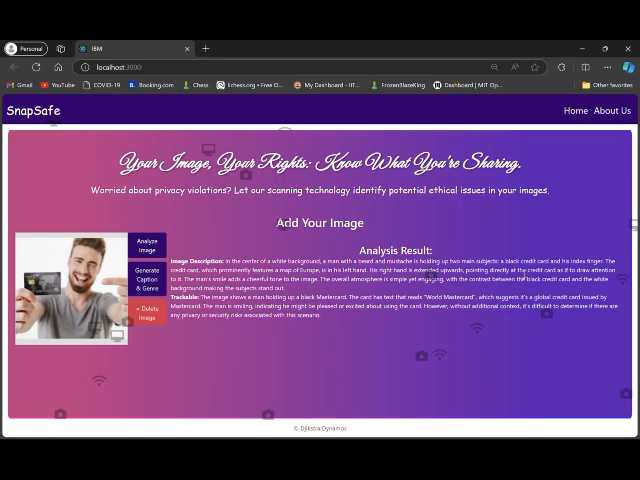 Personal
IBM
localhost:3000
Gmail YouTube COVID-19 Booking.com Chess lichess.org • Free O... My Dashboard - IIT-... FrozenBlazeKing Dashboard | MIT Op... Other favorites
SnapSafe Home About Us
Your Image, Your Rights: Know What You're Sharing.
Worried about privacy violations? Let our scanning technology identify potential ethical issues in your images.
Add Your Image
Analyze
Image
Generate
Caption
& Genre
× Delete
Image
Analysis Result:
Image Description: In the center of a white background, a man with a beard and mustache is holding up two main subjects: a black credit card and his index finger. The
credit card, which prominently features a map of Europe, is in his left hand. His right hand is extended upwards, pointing directly at the credit card as if to draw attention
to it. The man's smile adds a cheerful tone to the image. The overall atmosphere is simple yet engaging, with the contrast between the black credit card and the white
background making the subjects stand out.
Trackable: The image shows a man holding up a black Mastercard. The card has text that reads "World Mastercard", which suggests it's a global credit card issued by
Mastercard. The man is smiling, indicating he might be pleased or excited about using the card. However, without additional context, it's difficult to determine if there are
any privacy or security risks associated with this scenario.
© Djikstra Dynamos